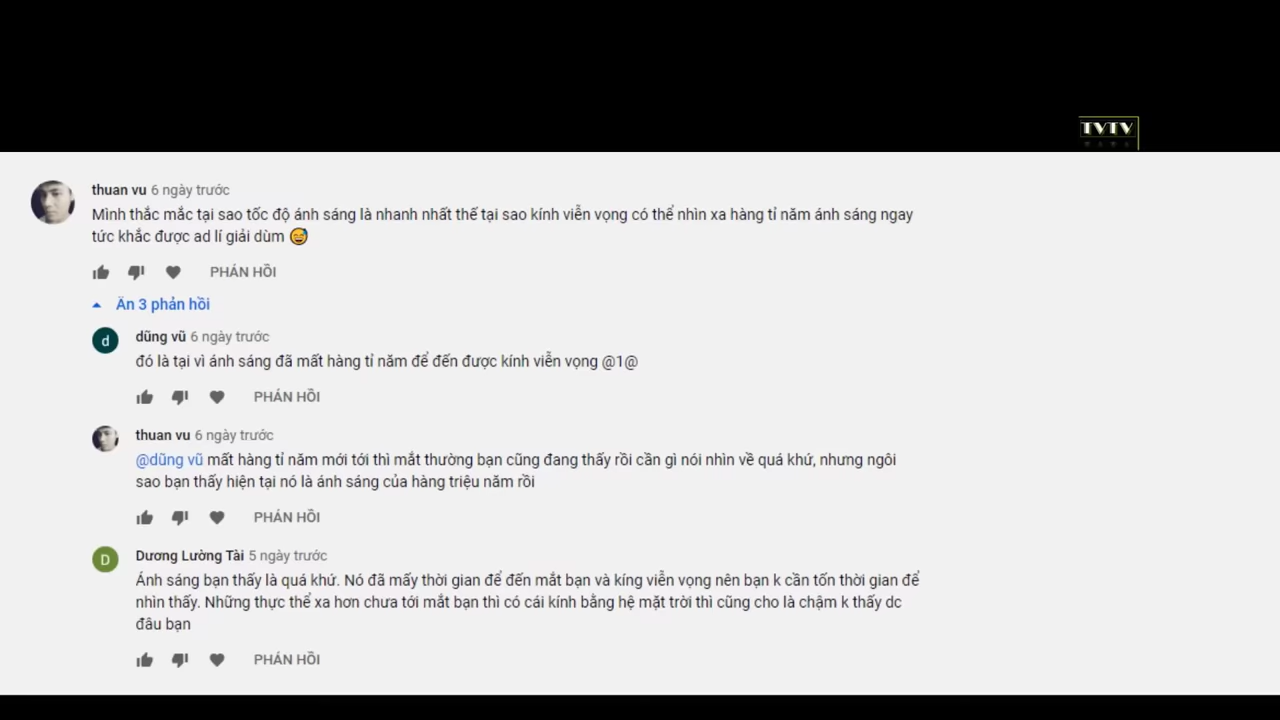 TVTV
thuan vu 6 ngày trước
Mình thắc mắc tại sao tốc độ ánh sáng là nhanh nhất thế tại sao kính viễn vọng có thể nhìn xa hàng tỉ năm ánh sáng ngay
tức khắc được ad lí giải dùm 😅
PHẢN HỒI
Ẩn 3 phản hồi
d
dũng vũ 6 ngày trước
đó là tại vì ánh sáng đã mất hàng tỉ năm để đến được kính viễn vọng @1@
PHẢN HỒI
thuan vu 6 ngày trước
@dũng vũ mất hàng tỉ năm mới tới thì mắt thường bạn cũng đang thấy rồi cần gì nói nhìn về quá khứ, nhưng ngôi
sao bạn thấy hiện tại nó là ánh sáng của hàng triệu năm rồi
PHẢN HỒI
D
Dương Lường Tài 5 ngày trước
Ánh sáng bạn thấy là quá khứ. Nó đã mấy thời gian để đến mắt bạn và kíng viễn vọng nên bạn k cần tốn thời gian để
nhìn thấy. Những thực thể xa hơn chưa tới mắt bạn thì có cái kính bằng hệ mặt trời thì cũng cho là chậm k thấy dc
đâu bạn
PHẢN HỒI